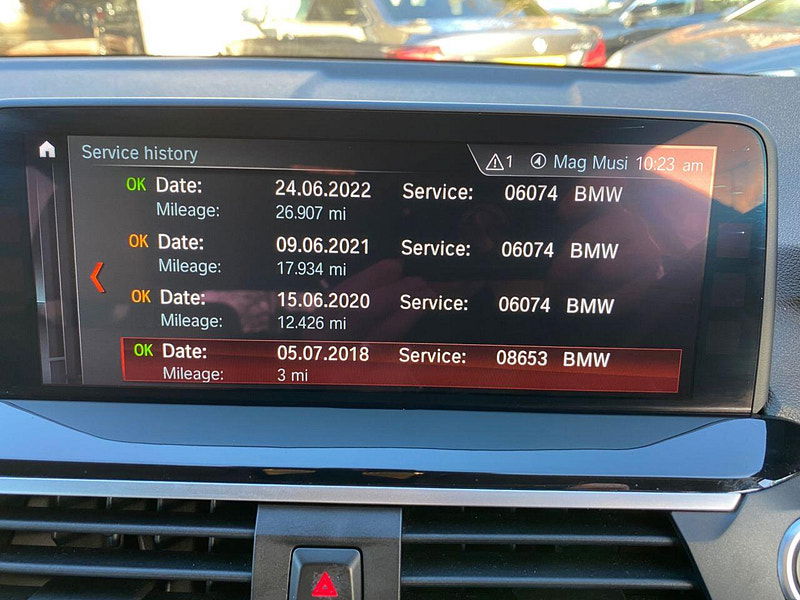 Service history
1 Mag Musi 10:23 am
OK Date: 24.06.2022 Service: 06074 BMW
Mileage: 26.907 mi
OK Date: 09.06.2021 Service: 06074 BMW
Mileage: 17.934 mi
OK Date: 15.06.2020 Service: 06074 BMW
Mileage: 12.426 mi
OK Date: 05.07.2018 Service: 08653 BMW
Mileage: 3 mi